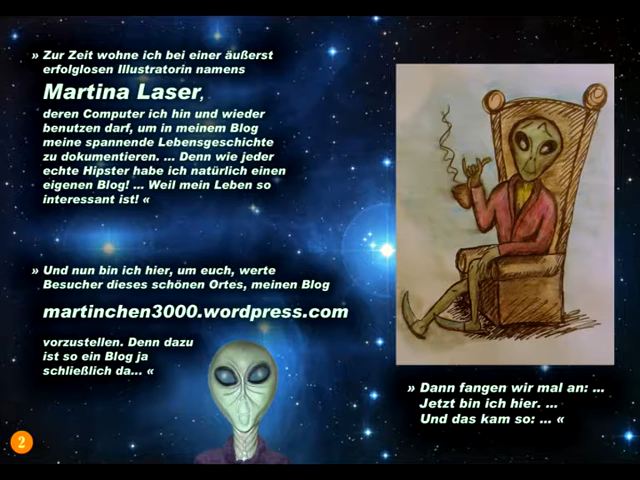 » Zur Zeit wohne ich bei einer äußerst
erfolglosen Illustratorin namens
Martina Laser,
deren Computer ich hin und wieder
benutzen darf, um in meinem Blog
meine spannende Lebensgeschichte
zu dokumentieren. ... Denn wie jeder
echte Hipster habe ich natürlich einen
eigenen Blog! ... Weil mein Leben so
interessant ist! «
» Und nun bin ich hier, um euch, werte
Besucher dieses schönen Ortes, meinen Blog
martinchen3000.wordpress.com
vorzustellen. Denn dazu
ist so ein Blog ja
schließlich da... «
» Dann fangen wir mal an: ...
Jetzt bin ich hier. ...
Und das kam so: ... «
2